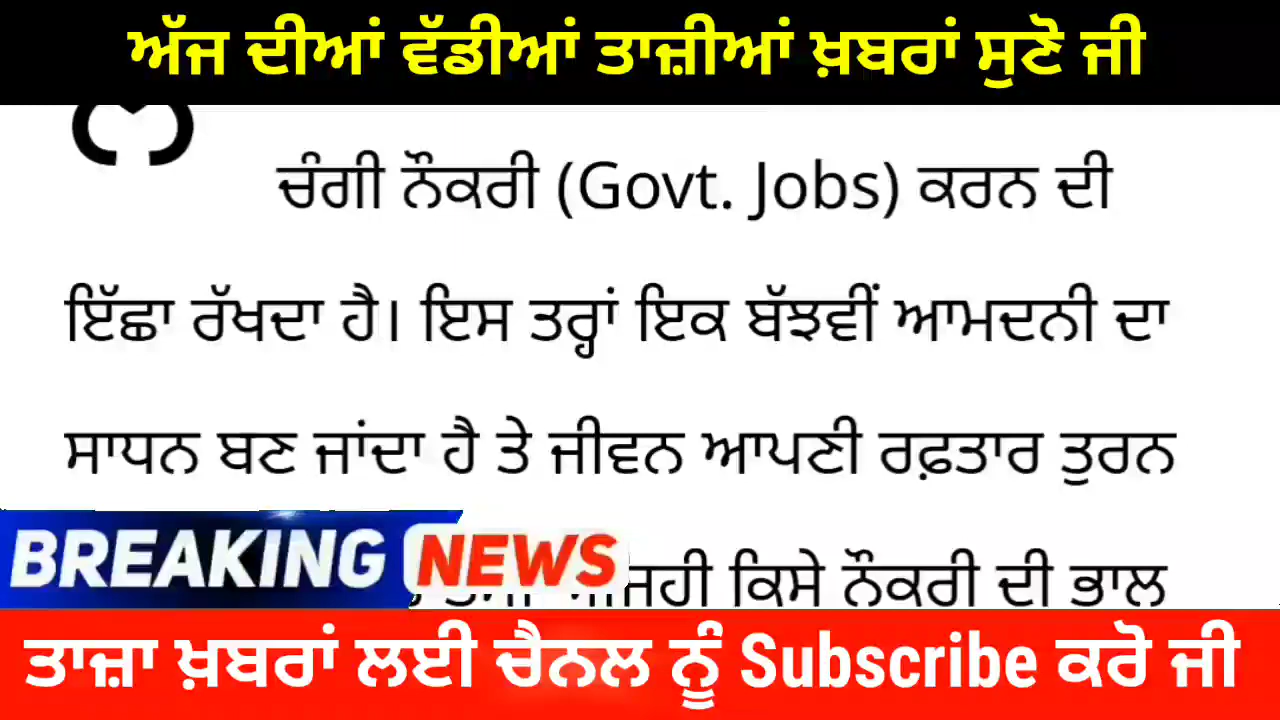 ਅੱਜ ਦੀਆਂ ਵੱਡੀਆਂ ਤਾਜ਼ੀਆਂ ਖ਼ਬਰਾਂ ਸੁਣੋ ਜੀ
ਚੰਗੀ ਨੌਕਰੀ (Govt. Jobs) ਕਰਨ ਦੀ
ਇੱਛਾ ਰੱਖਦਾ ਹੈ। ਇਸ ਤਰ੍ਹਾਂ ਇਕ ਬੱਝਵੀਂ ਆਮਦਨੀ ਦਾ
ਸਾਧਨ ਬਣ ਜਾਂਦਾ ਹੈ ਤੇ ਜੀਵਨ ਆਪਣੀ ਰਫ਼ਤਾਰ ਤੁਰਨ
ਕਿਸੇ ਨੌਕਰੀ ਦੀ ਭਾਲ
BREAKING NEWS
ਤਾਜ਼ਾ ਖ਼ਬਰਾਂ ਲਈ ਚੈਨਲ ਨੂੰ Subscribe ਕਰੋ ਜੀ